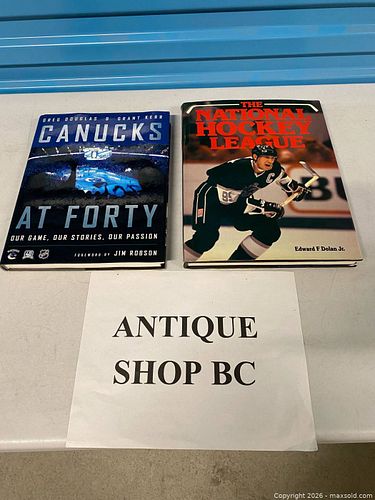 GREG DOUGLAS & GRANT KERR
CANUCKS
AT FORTY
OUR GAME, OUR STORIES, OUR PASSION
FOREWORD BY JIM ROBSON
THE
NATIONAL
HOCKEY
LEAGUE
Edward F Dolan Jr.
ANTIQUE
SHOP BC
Copyright 2026 - maxsold.com